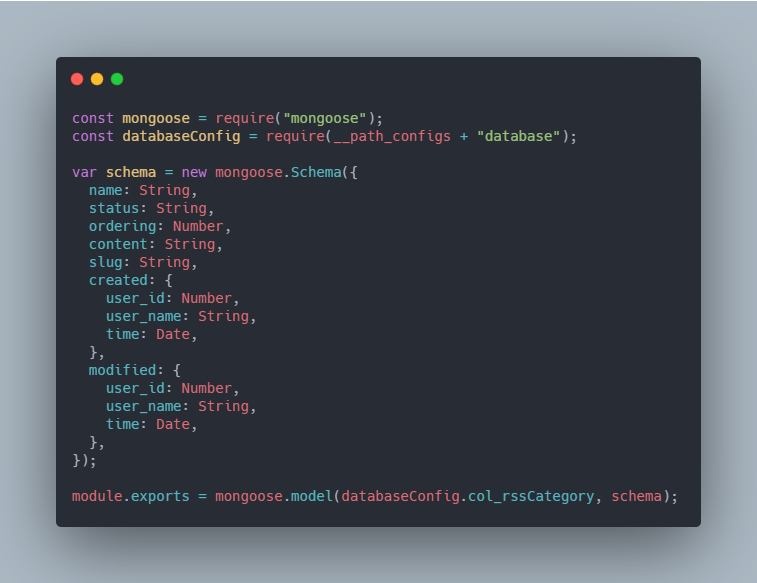 const mongoose = require("mongoose");
const databaseConfig = require(__path_configs + "database");

var schema = new mongoose.Schema({
  name: String,
  status: String,
  ordering: Number,
  content: String,
  slug: String,
  created: {
    user_id: Number,
    user_name: String,
    time: Date,
  },
  modified: {
    user_id: Number,
    user_name: String,
    time: Date,
  },
});

module.exports = mongoose.model(databaseConfig.col_rssCategory, schema);